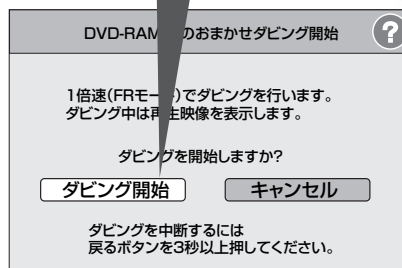 DVD-RAM のおまかせダビング開始
?
1倍速(FRモー )でダビングを行います。
ダビング中は再生映像を表示します。
ダビングを開始しますか?
ダビング開始
キャンセル
ダビングを中断するには
戻るボタンを3秒以上押してください。